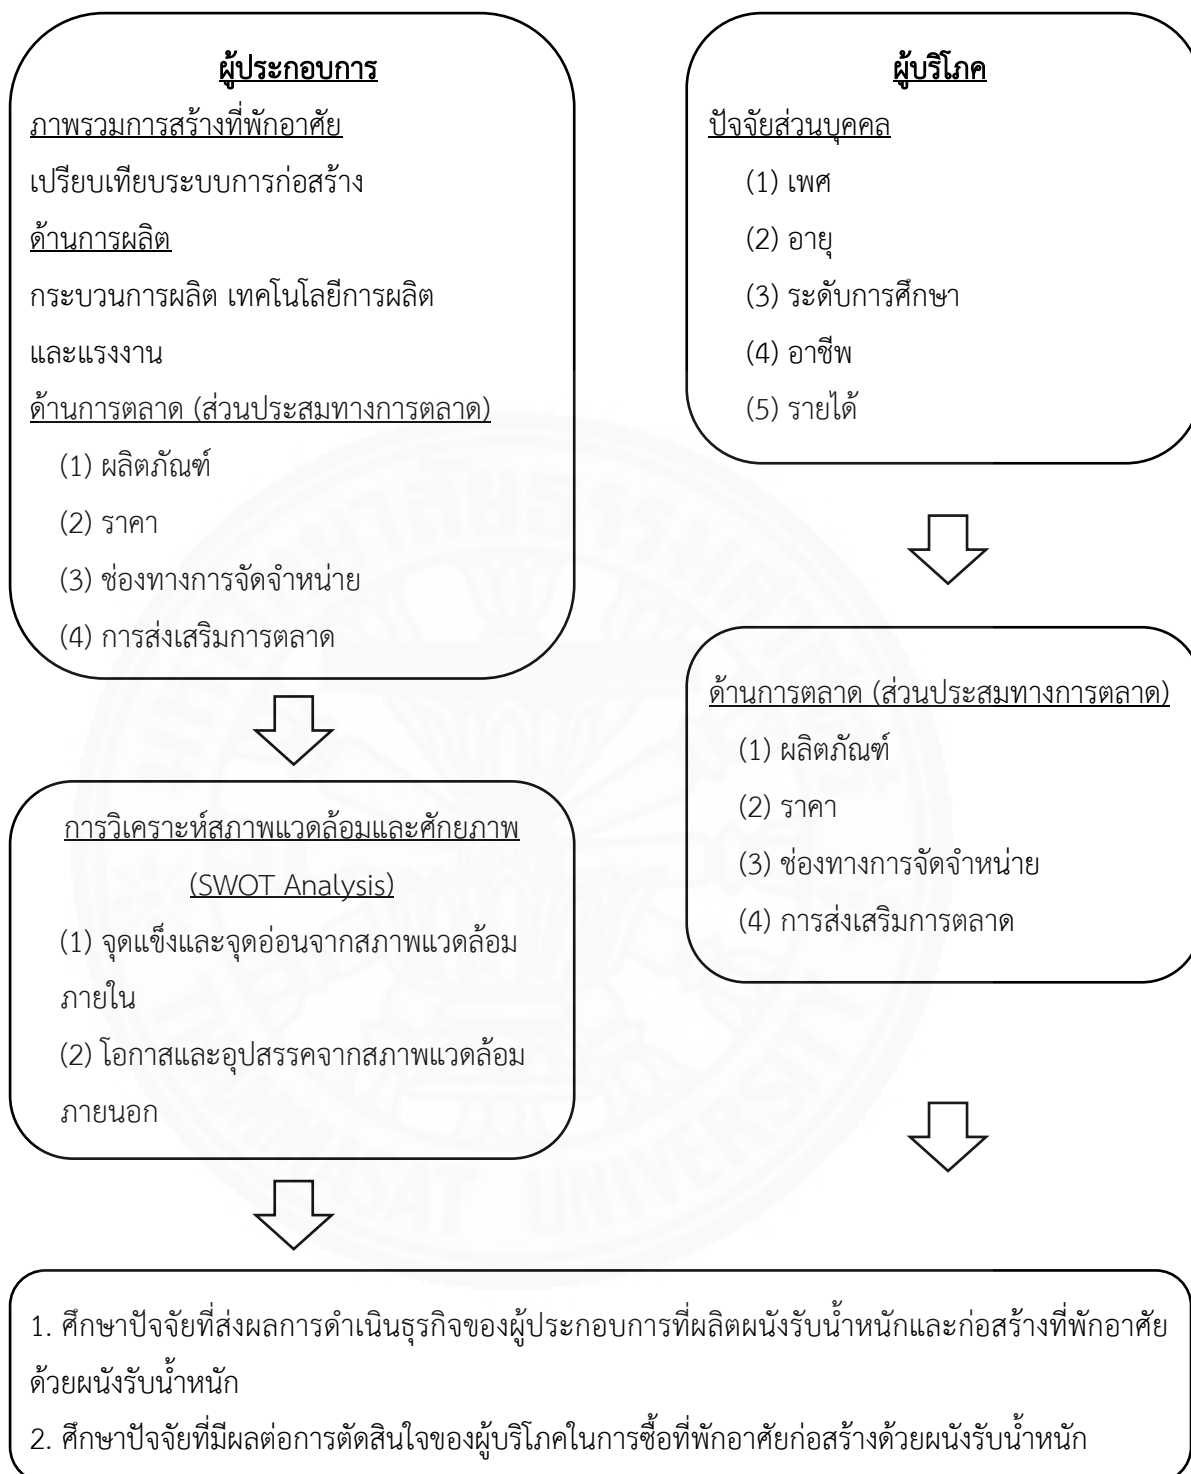 ผู้ประกอบการ
ภาพรวมการสร้างที่พักอาศัย
เปรียบเทียบระบบการก่อสร้าง
ด้านการผลิต
กระบวนการผลิต เทคโนโลยีการผลิต
และแรงงาน
ด้านการตลาด (ส่วนประสมทางการตลาด)
(1) ผลิตภัณฑ์
(2) ราคา
(3) ช่องทางการจัดจำหน่าย
(4) การส่งเสริมการตลาด
การวิเคราะห์สภาพแวดล้อมและศักยภาพ
(SWOT Analysis)
(1) จุดแข็งและจุดอ่อนจากสภาพแวดล้อม
ภายใน
(2) โอกาสและอุปสรรคจากสภาพแวดล้อม
ภายนอก
ผู้บริโภค
ปัจจัยส่วนบุคคล
(1) เพศ
(2) อายุ
(3) ระดับการศึกษา
(4) อาชีพ
(5) รายได้
ด้านการตลาด (ส่วนประสมทางการตลาด)
(1) ผลิตภัณฑ์
(2) ราคา
(3) ช่องทางการจัดจำหน่าย
(4) การส่งเสริมการตลาด
1. ศึกษาปัจจัยที่ส่งผลการดำเนินธุรกิจของผู้ประกอบการที่ผลิตผนังรับน้ำหนักและก่อสร้างที่พักอาศัย
ด้วยผนังรับน้ำหนัก
2. ศึกษาปัจจัยที่มีผลต่อการตัดสินใจของผู้บริโภคในการซื้อที่พักอาศัยก่อสร้างด้วยผนังรับน้ำหนัก
มหาวิทยาลัยธรรมศาสตร์
THAMMASAT UNIVERSITY